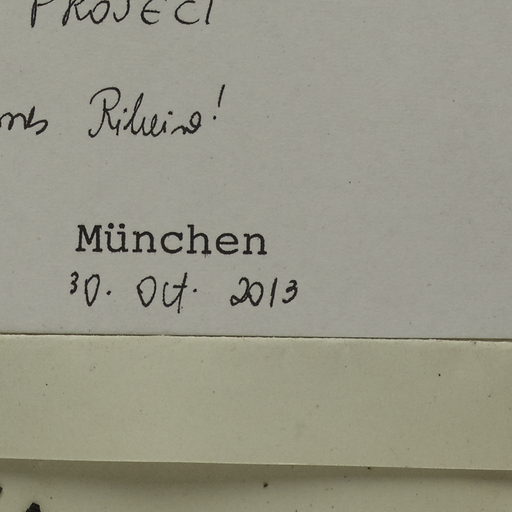 PROJECT
Ribeiro!
München
30. Oct. 2013